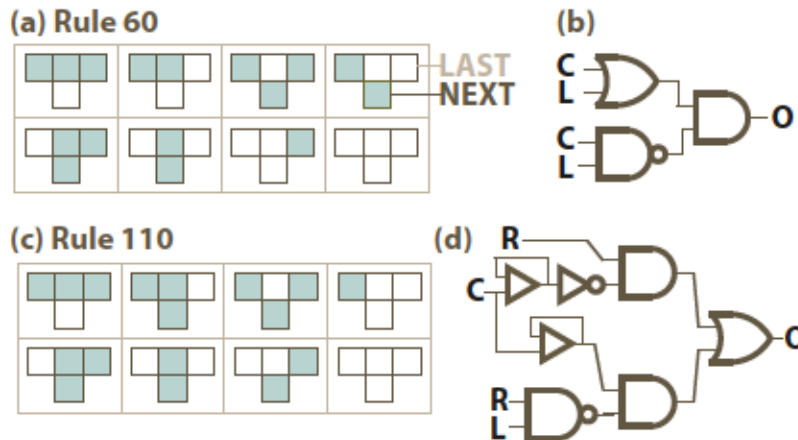 (a) Rule 60
LAST
NEXT
(b)
C
L
C
L
O
(c) Rule 110
(d)
R
C
R
L
O